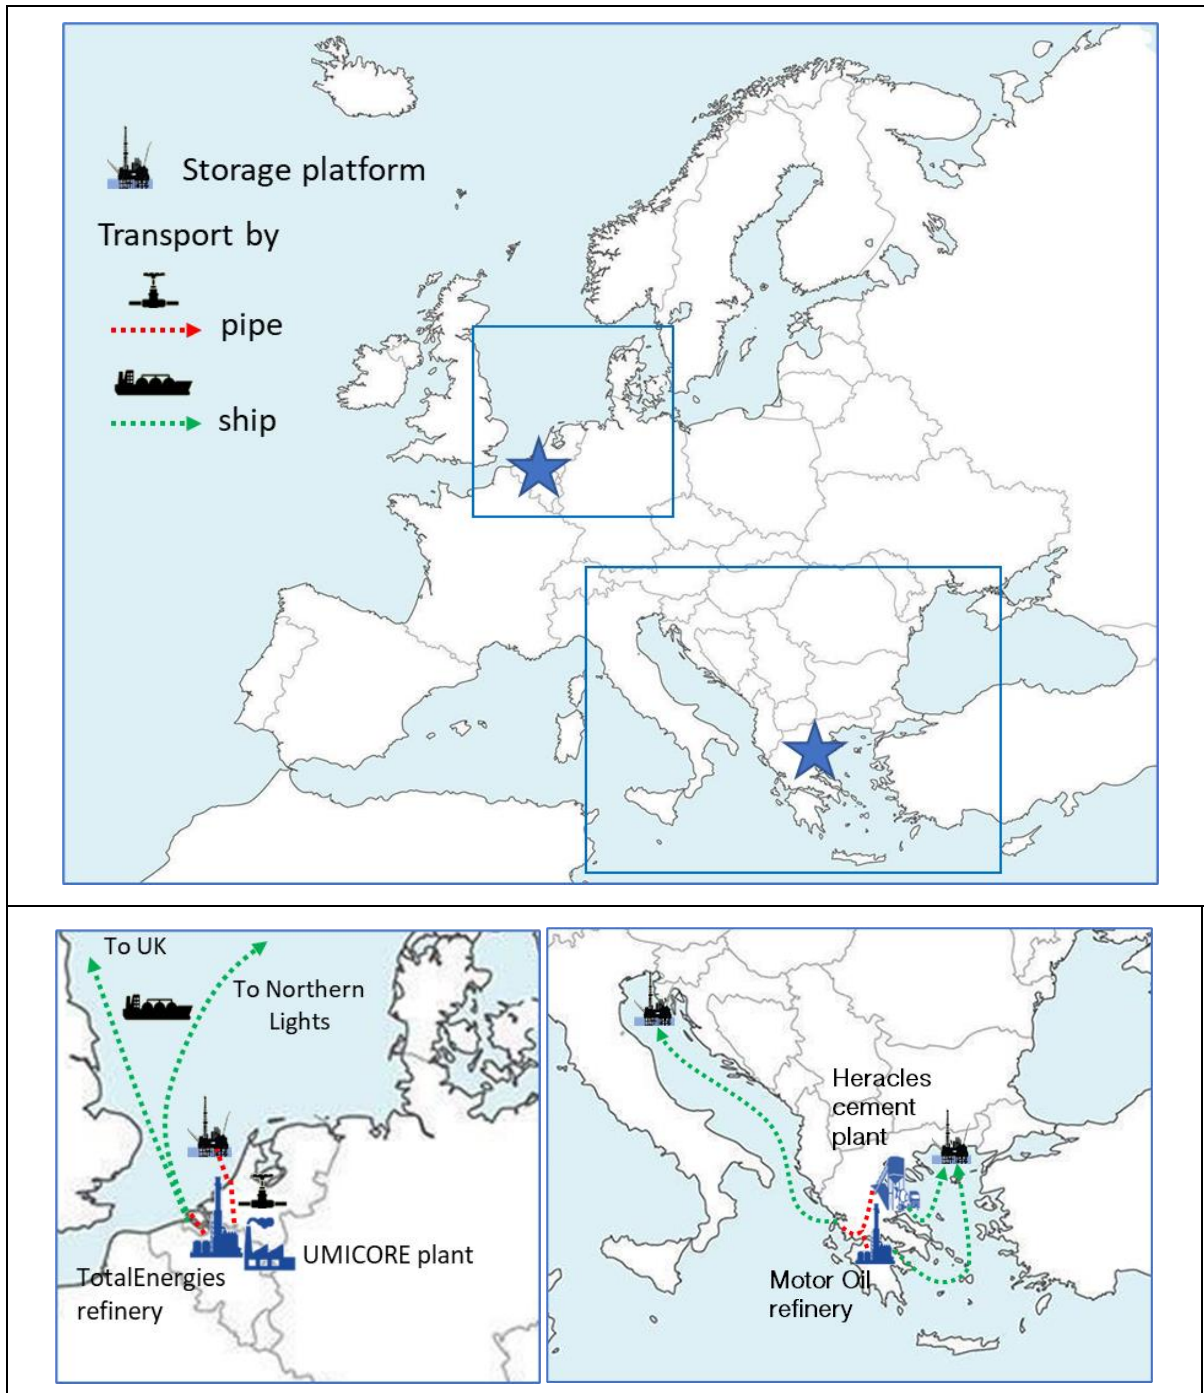 Storage platform
Transport by
pipe
ship
To UK
To Northern
Lights
UMICORE plant
TotalEnergies
refinery
Heracles
cement
plant
Motor Oil
refinery